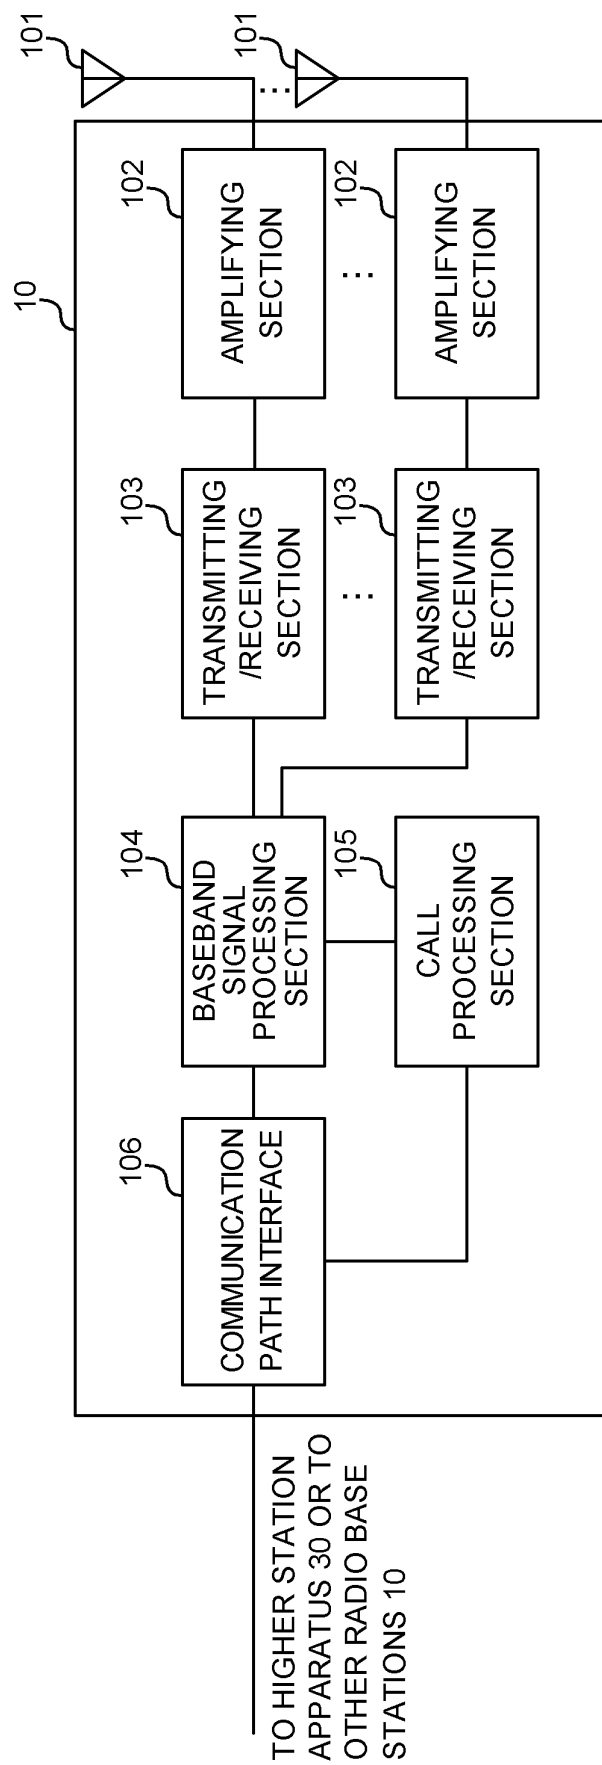 10
101
101
102
AMPLIFYING
SECTION
102
AMPLIFYING
SECTION
103
TRANSMITTING
/RECEIVING
SECTION
103
TRANSMITTING
/RECEIVING
SECTION
104
BASEBAND
SIGNAL
PROCESSING
SECTION
105
CALL
PROCESSING
SECTION
106
COMMUNICATION
PATH INTERFACE
TO HIGHER STATION
APPARATUS 30 OR TO
OTHER RADIO BASE
STATIONS 10